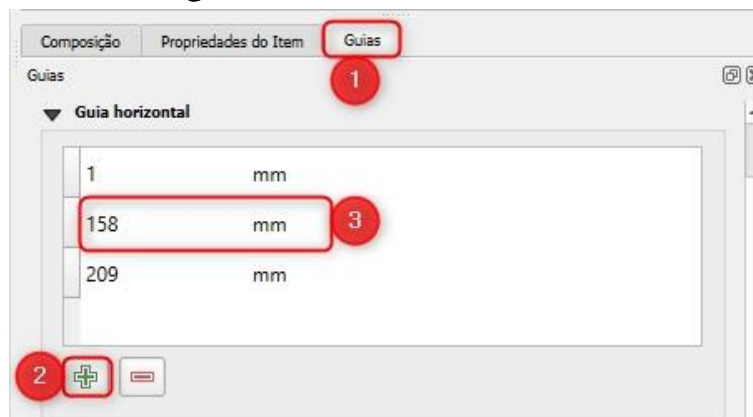 Composição Propriedades do Item Guias
Guias
1
Guia horizontal
1 mm
158 mm 3
209 mm
2